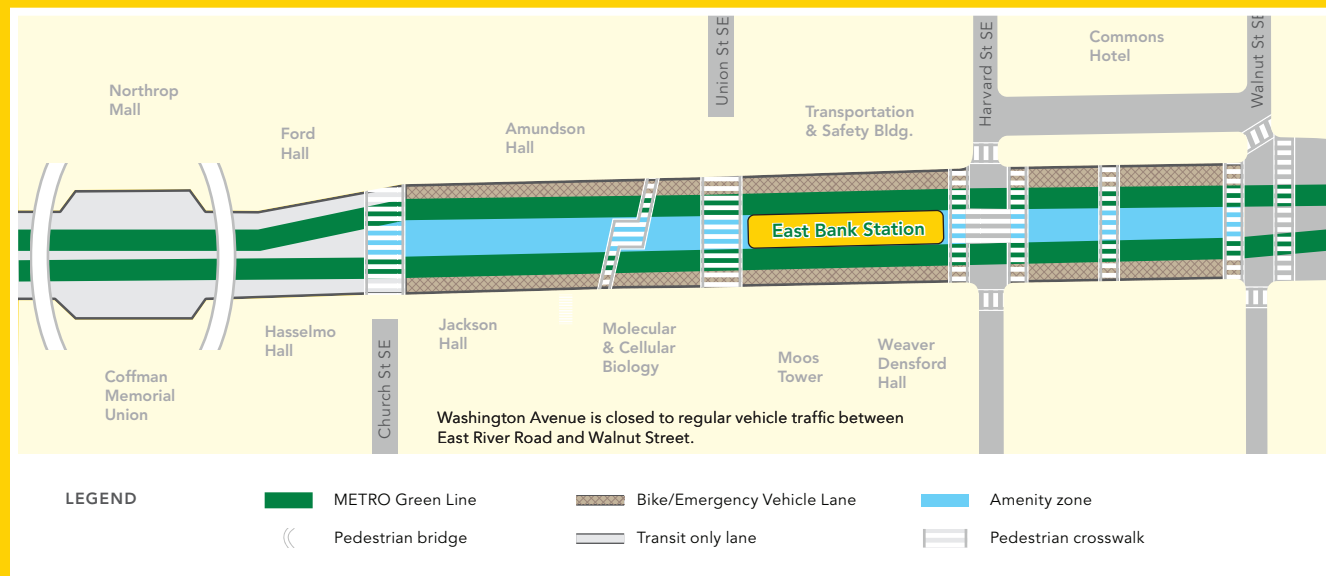 Northrop
Mall
Ford
Hall
Amundson
Hall
Union St SE
Transportation
& Safety Bldg.
Harvard St SE
Commons
Hotel
Walnut St SE
East Bank Station
Coffman
Memorial
Union
Hasselmo
Hall
Church St SE
Jackson
Hall
Molecular
& Cellular
Biology
Moos
Tower
Weaver
Densford
Hall
Washington Avenue is closed to regular vehicle traffic between
East River Road and Walnut Street.
LEGEND
METRO Green Line
Bike/Emergency Vehicle Lane
Amenity zone
Pedestrian bridge
Transit only lane
Pedestrian crosswalk